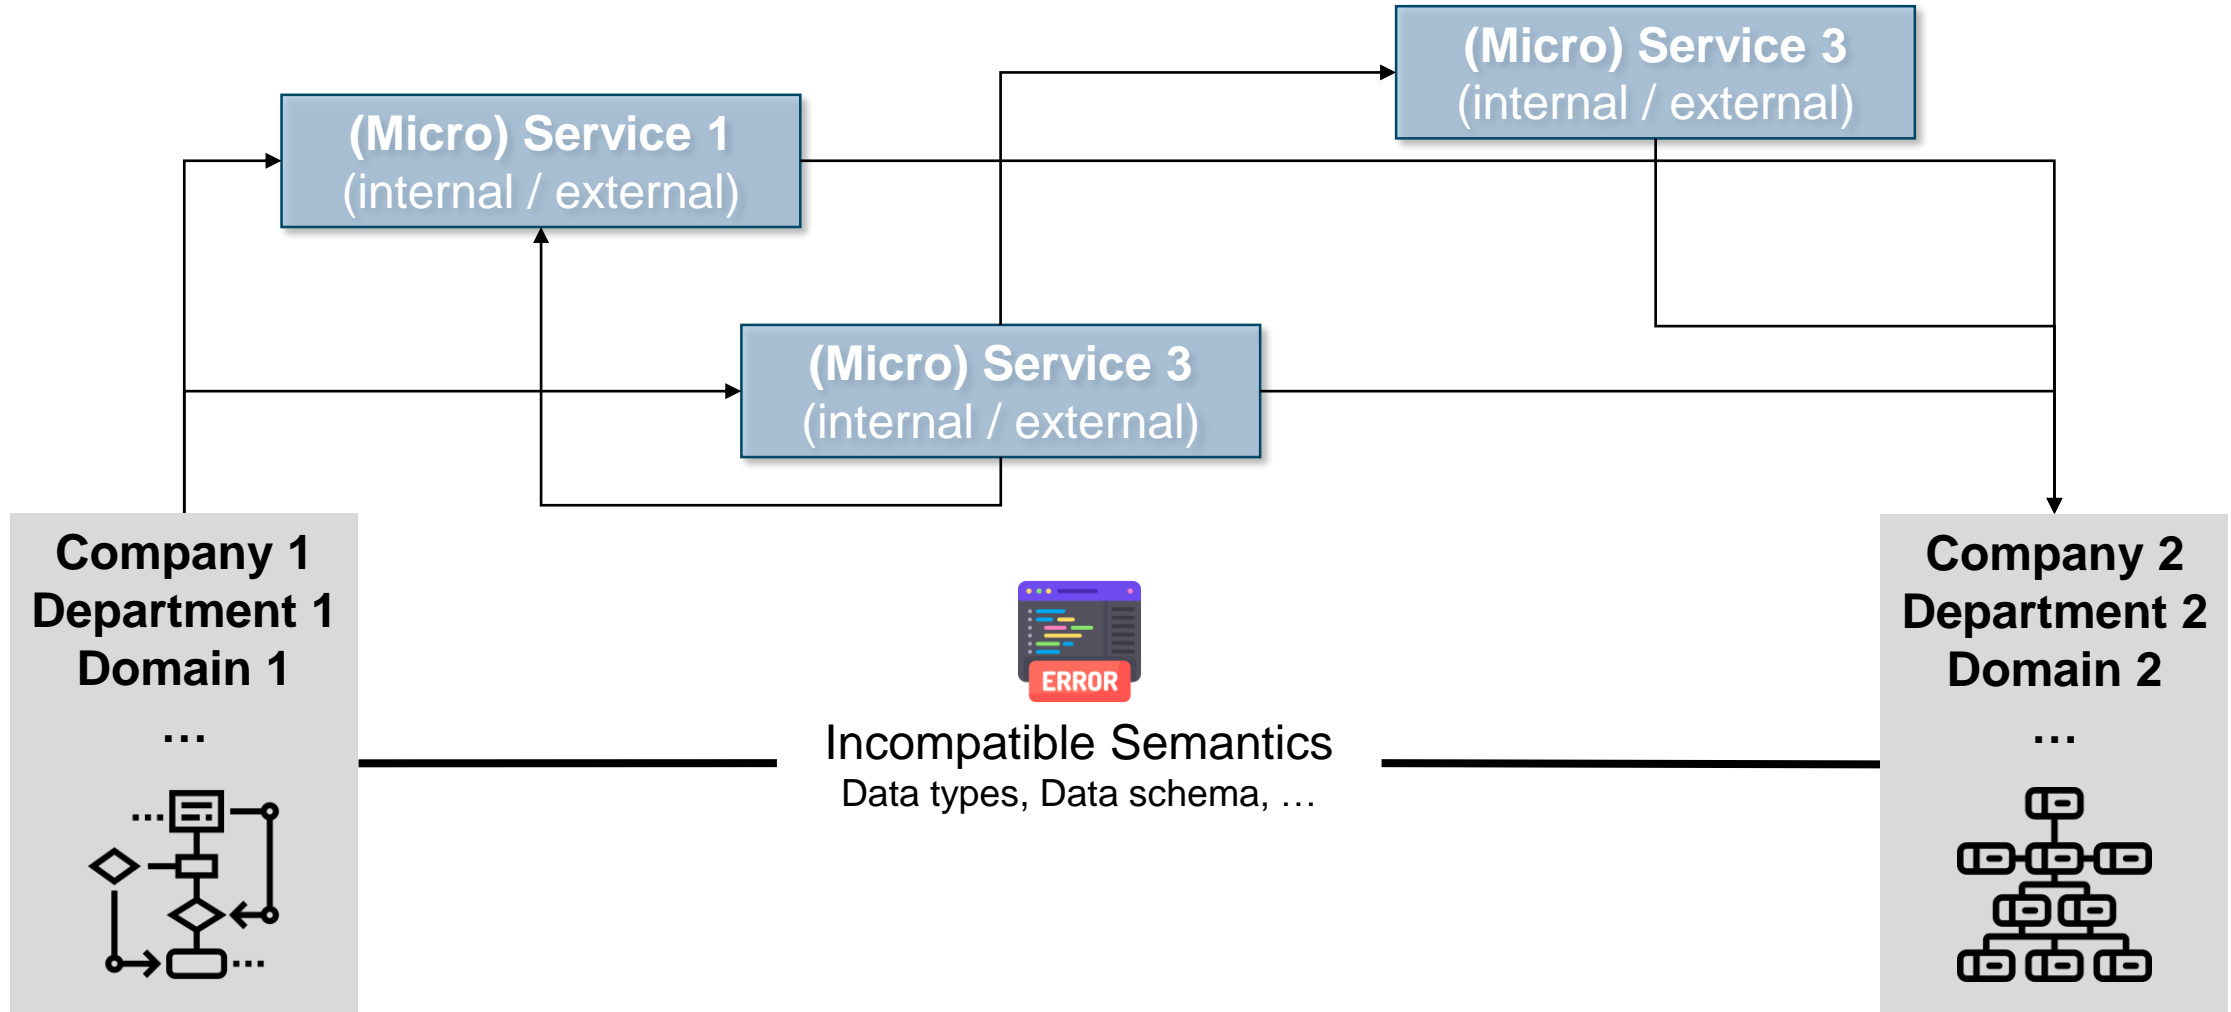 (Micro) Service 3
(internal / external)
(Micro) Service 1
(internal / external)
(Micro) Service 3
(internal / external)
Company 1
Department 1
Domain 1
…
ERROR
Incompatible Semantics
Data types, Data schema, …
Company 2
Department 2
Domain 2
…